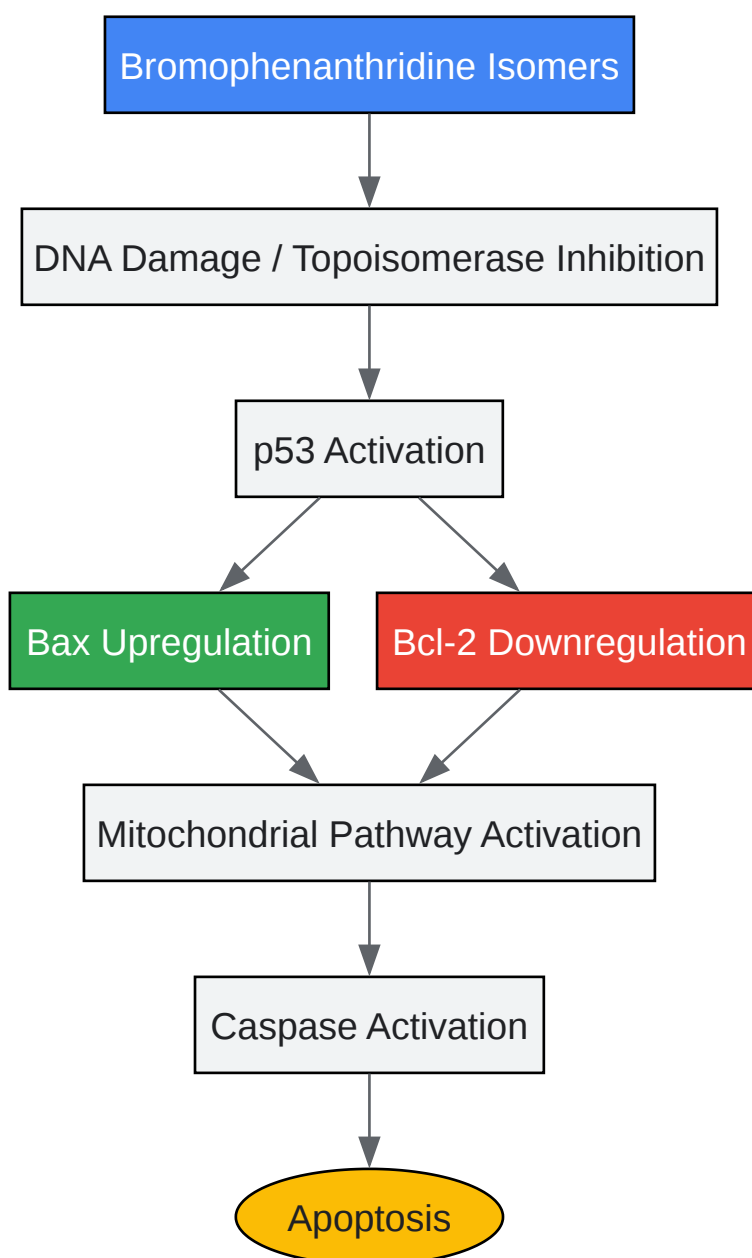 Bromophenanthridine Isomers
DNA Damage / Topoisomerase Inhibition
p53 Activation
Bax Upregulation
Bcl-2 Downregulation
Mitochondrial Pathway Activation
Caspase Activation
Apoptosis